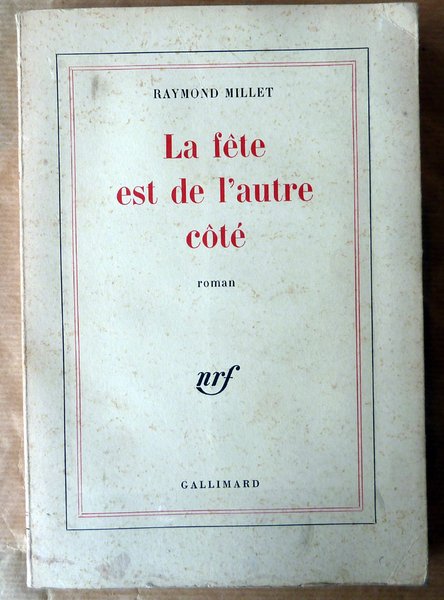 RAYMOND MILLET
La fête
est de l'autre
côté
roman
nrf
GALLIMARD